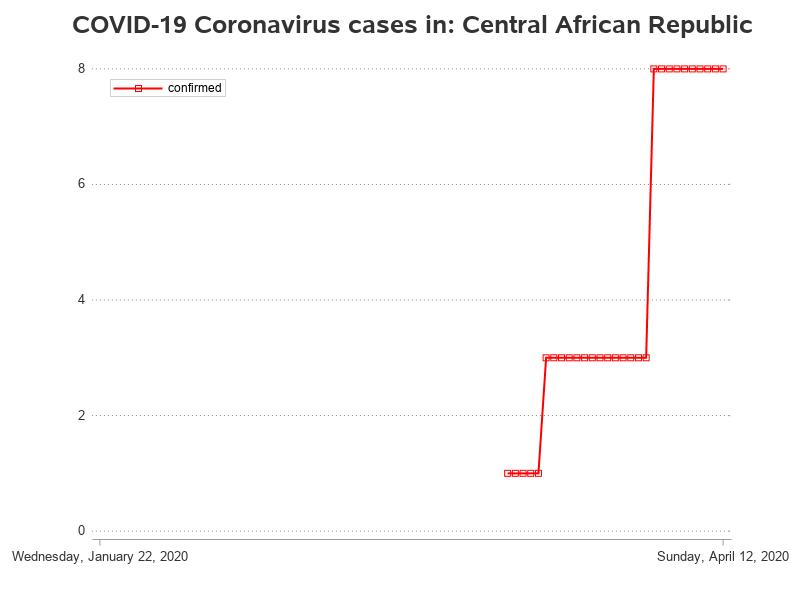 COVID-19 Coronavirus cases in: Central African Republic
8
confirmed
6
4
2
0
Wednesday, January 22, 2020
Sunday, April 12, 2020